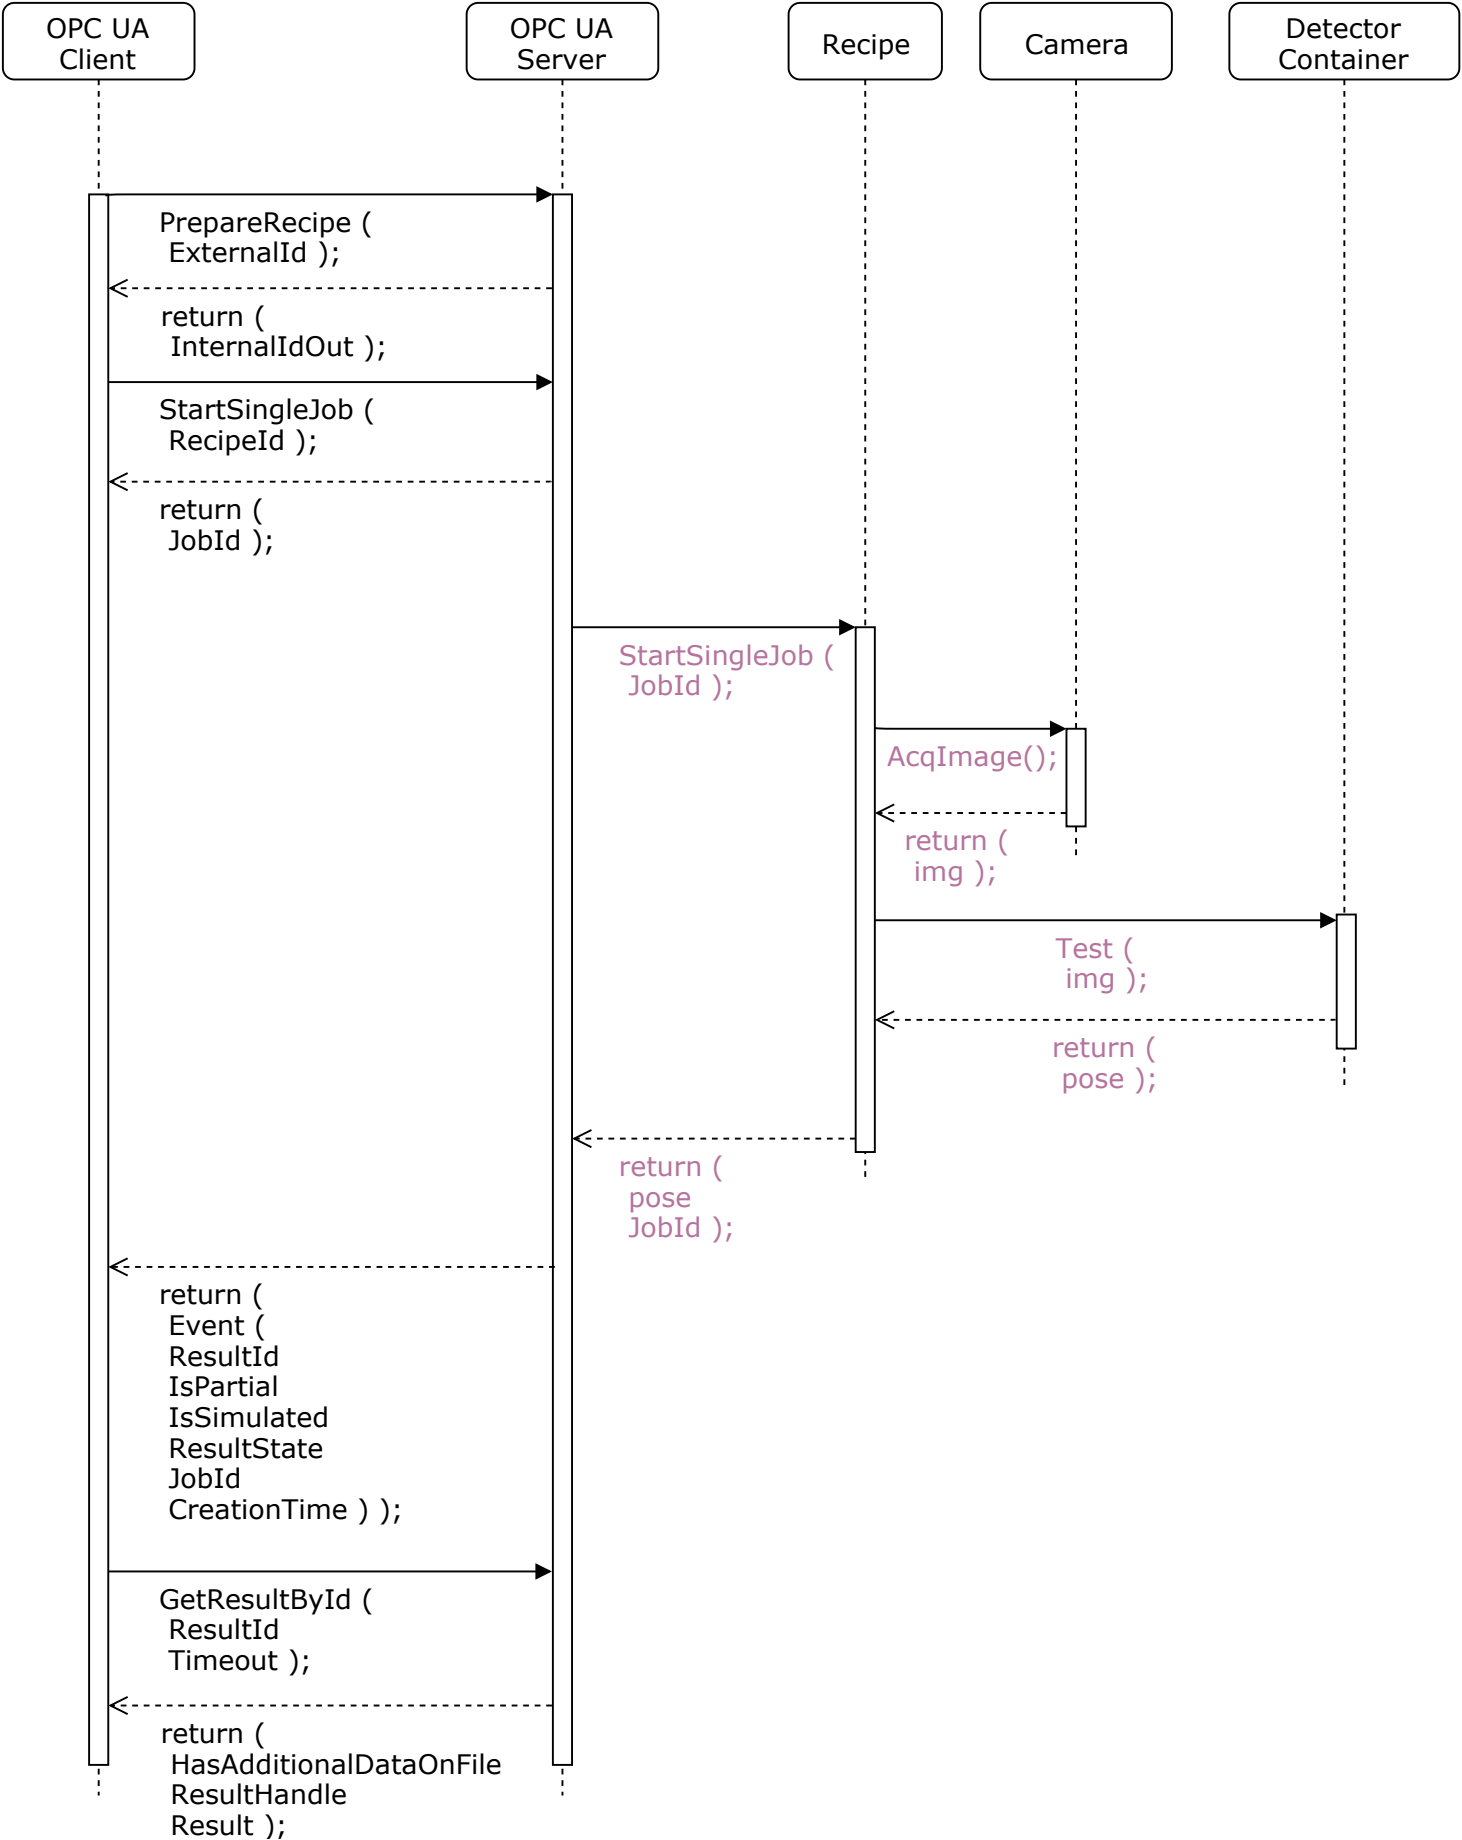 OPC UA
Client
OPC UA
Server
Recipe
Camera
Detector
Container
PrepareRecipe (
ExternalId );
return (
InternalIdOut );
StartSingleJob (
RecipeId );
return (
JobId );
StartSingleJob (
JobId );
AcqImage();
return (
img );
Test (
img );
return (
pose );
return (
pose
JobId );
return (
Event (
ResultId
IsPartial
IsSimulated
ResultState
JobId
CreationTime ) );
GetResultById (
ResultId
Timeout );
return (
HasAdditionalDataOnFile
ResultHandle
Result );